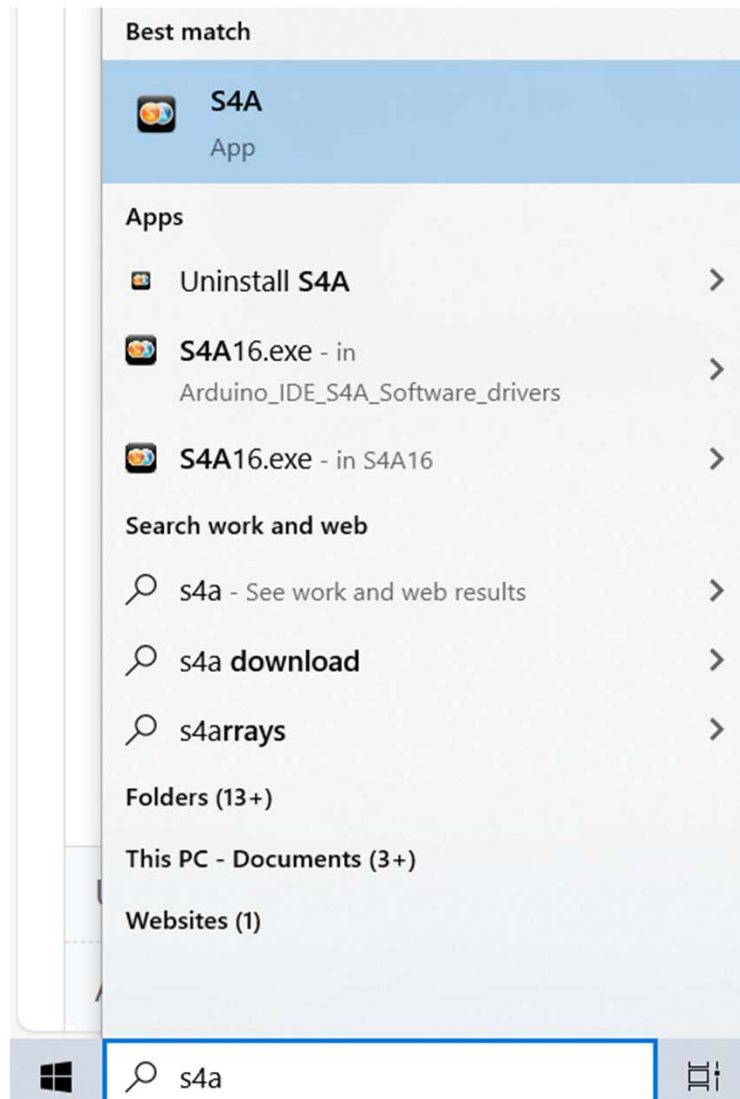 Best match
S4A
App
Apps
Uninstall S4A
S4A16.exe - in
Arduino_IDE_S4A_Software_drivers
S4A16.exe - in S4A16
Search work and web
s4a - See work and web results
s4a download
s4arrays
Folders (13+)
This PC - Documents (3+)
Websites (1)
s4a